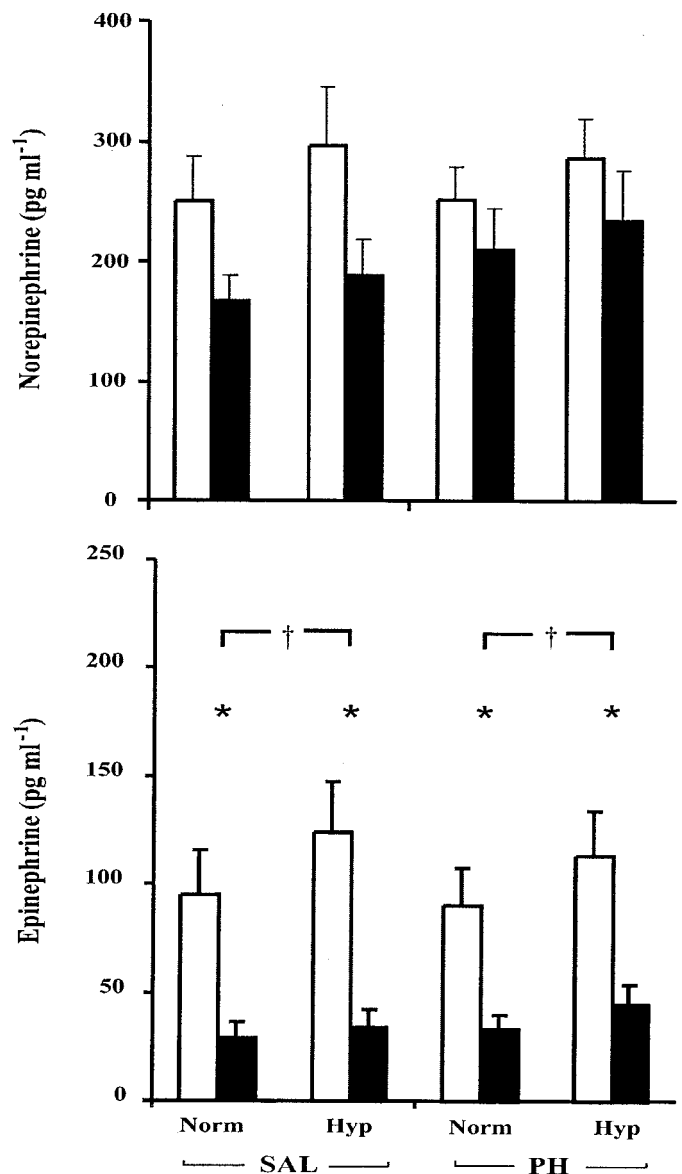 400
300
200
100
0
Norepinephrine (pg ml⁻¹)
250
200
150
100
50
0
Epinephrine (pg ml⁻¹)
† †
* * * *
Norm Hyp Norm Hyp
SAL PH